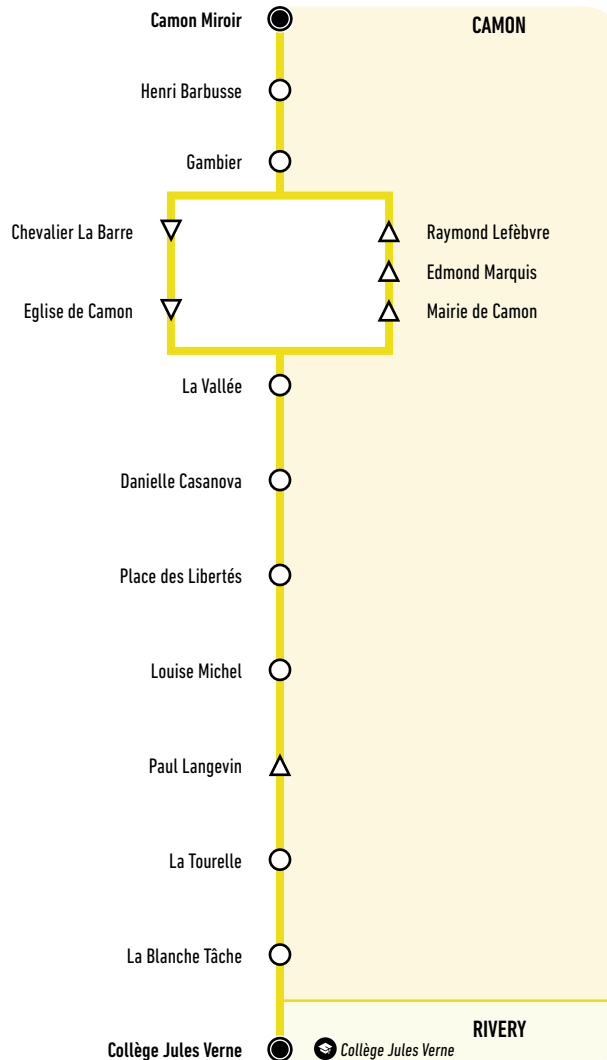 Camon Miroir
CAMON
Henri Barbusse
Gambier
Chevalier La Barre
Raymond Lefèbvre
Edmond Marquis
Eglise de Camon
Mairie de Camon
La Vallée
Danielle Casanova
Place des Libertés
Louise Michel
Paul Langevin
La Tourelle
La Blanche Tâche
RIVERY
Collège Jules Verne
Collège Jules Verne